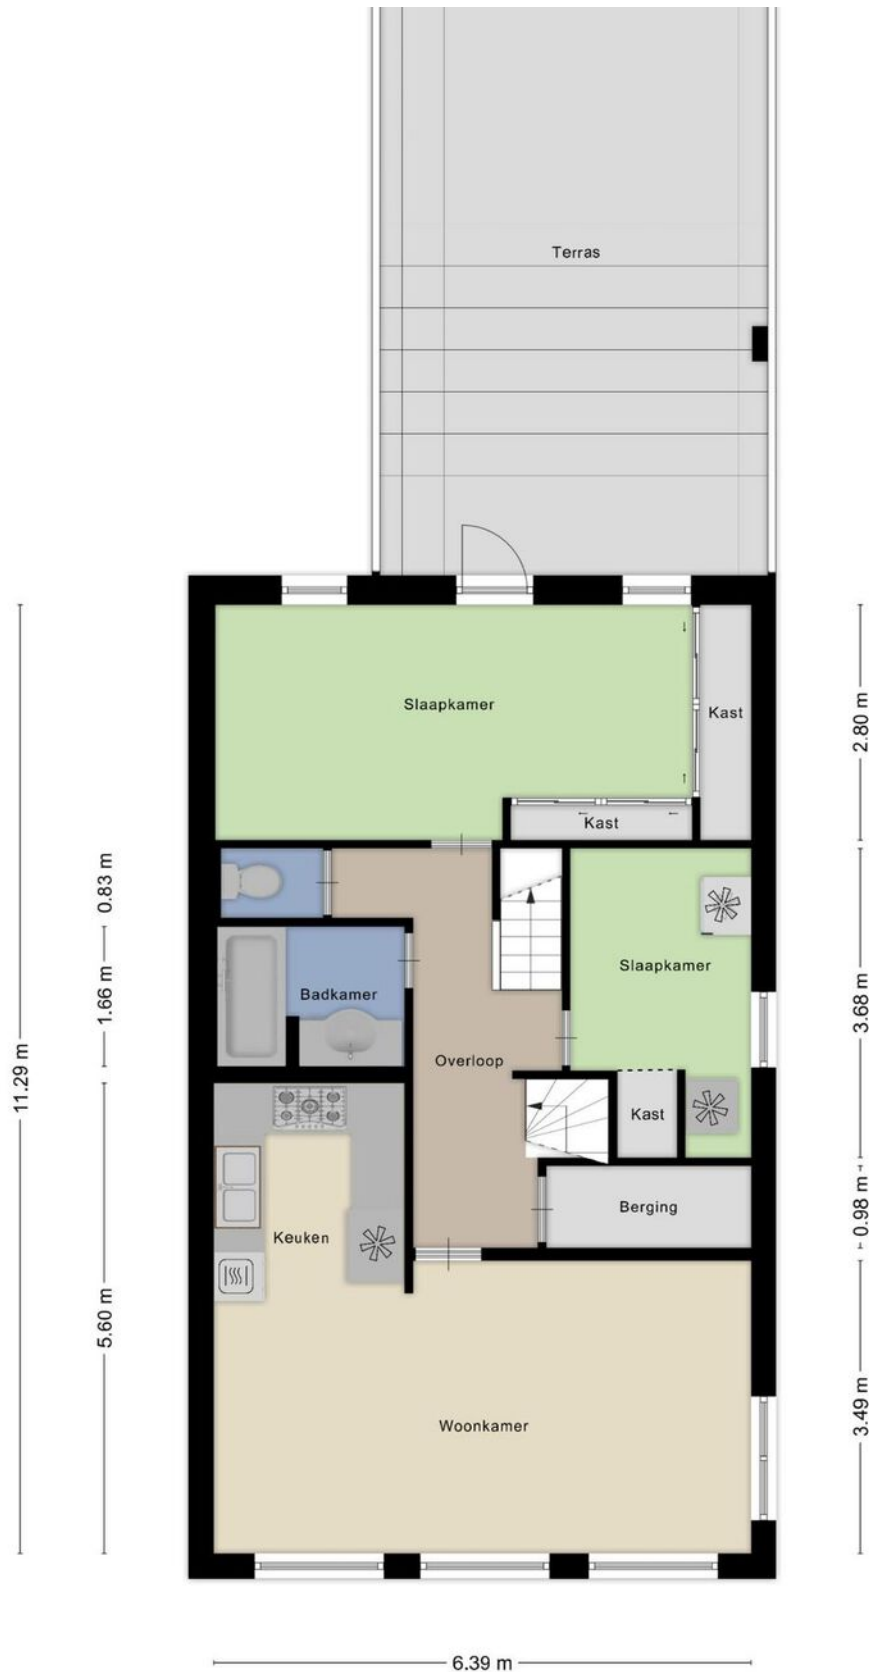 Terras
Slaapkamer
Kast
Kast
2.80 m
0.83 m
Slaapkamer
1.66 m
Badkamer
3.68 m
11.29 m
Overloop
Kast
Berging
0.98 m
Keuken
5.60 m
Woonkamer
3.49 m
6.39 m